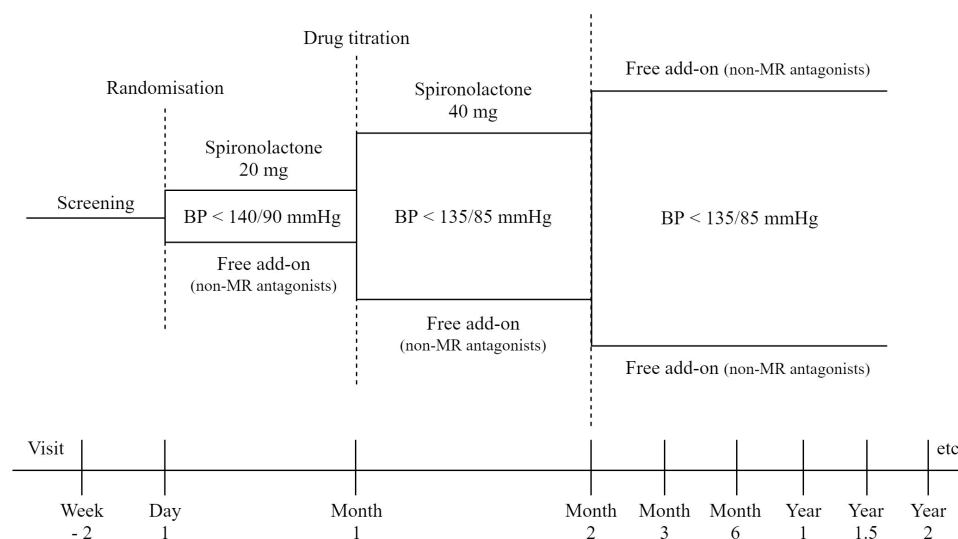 Drug titration
Free add-on (non-MR antagonists)
Randomisation
Spironolactone
40 mg
Spironolactone
20 mg
Screening
BP < 140/90 mmHg
BP < 135/85 mmHg
BP < 135/85 mmHg
Free add-on
(non-MR antagonists)
Free add-on
(non-MR antagonists)
Free add-on (non-MR antagonists)
Visit
etc
Week
- 2
Day
1
Month
1
Month
2
Month
3
Month
6
Year
1
Year
1.5
Year
2